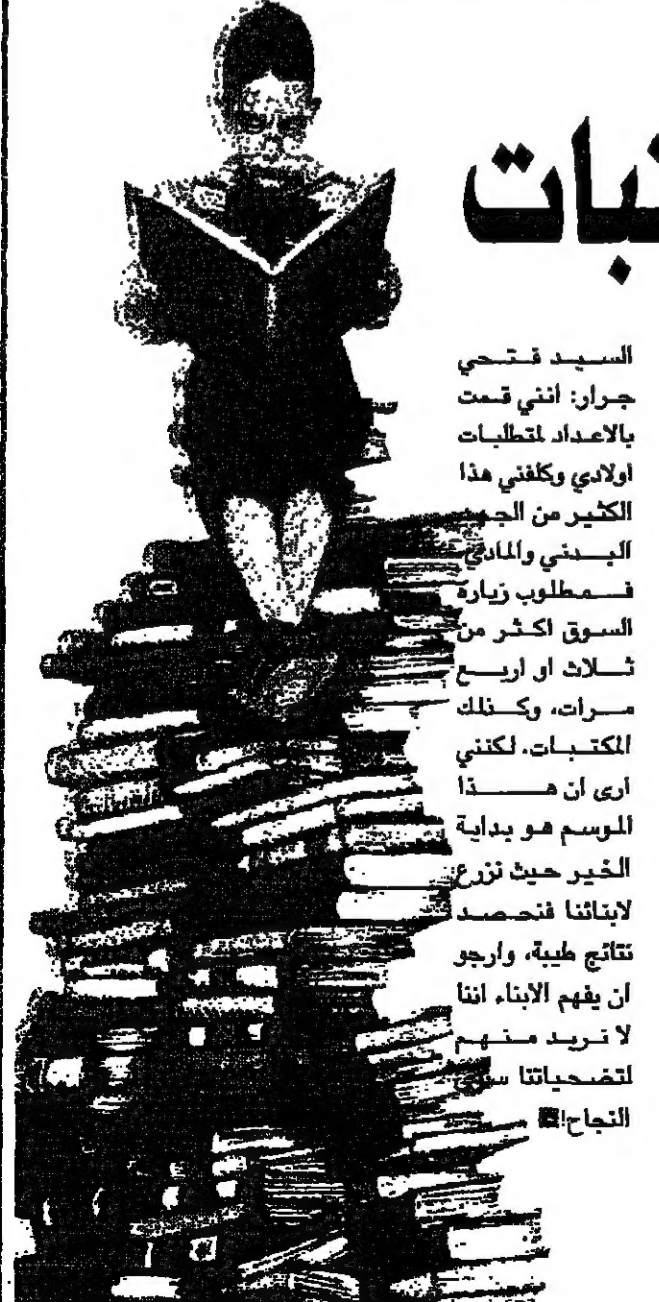 تبات
السيد فتحي
جرار: انني قمت
بالاعداد لمتطلبات
اولادي وكلفني هذا
الكثير من الجهد
البدني والمادي
فمطلوب زيارة
السوق اكثر من
ثلاث او اربع
مرات، وكذلك
المكتبات. لكنني
ارى ان هذا
الموسم هو بداية
الخير حيث نزرع
لابنائنا فنحصد
نتائج طيبة، وارجو
ان يفهم الابناء اننا
لا نريد منهم
لتضحياتنا سوى
النجاح!